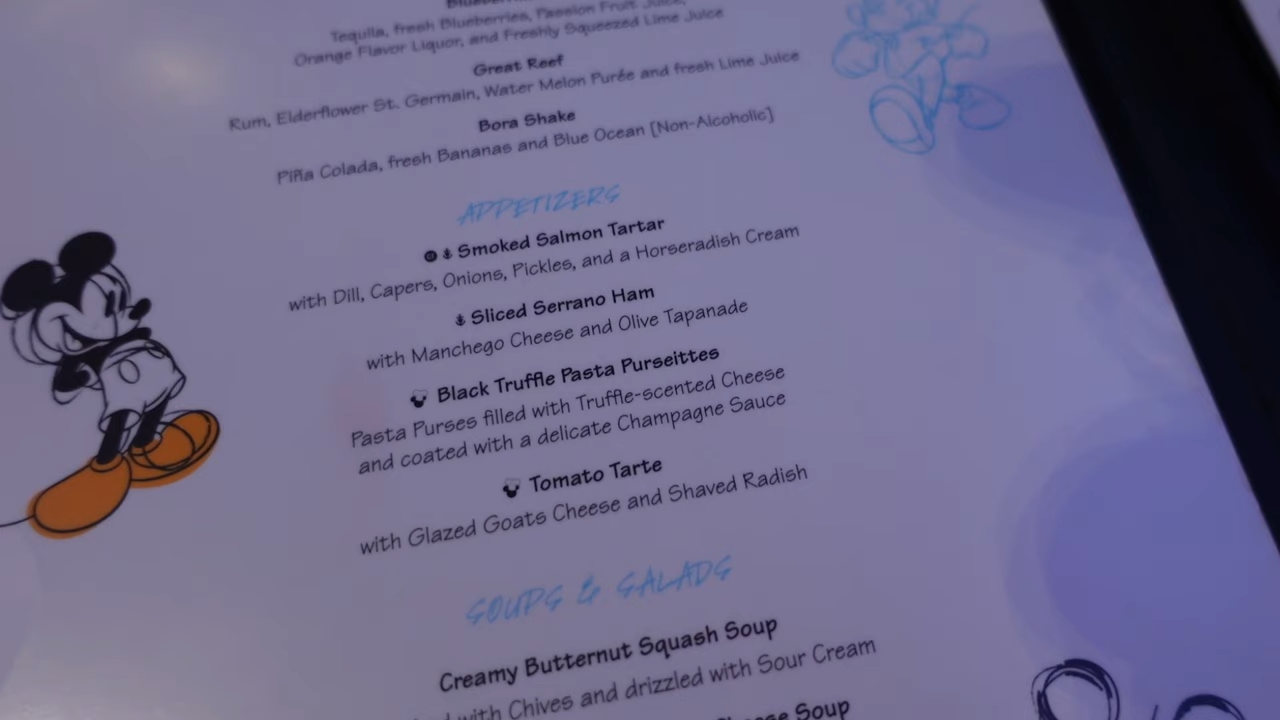 Tequila, fresh Blueberries, Passion Fruit Juice,
Orange Flavor Liquor, and Freshly Squeezed Lime Juice
Great Reef
Rum, Elderflower St. Germain, Water Melon Purée and fresh Lime Juice
Bora Shake
Piña Colada, fresh Bananas and Blue Ocean [Non-Alcoholic]
APPETIZERS
Smoked Salmon Tartar
with Dill, Capers, Onions, Pickles, and a Horseradish Cream
Sliced Serrano Ham
with Manchego Cheese and Olive Tapanade
Black Truffle Pasta Purseittes
Pasta Purses filled with Truffle-scented Cheese
and coated with a delicate Champagne Sauce
Tomato Tarte
with Glazed Goats Cheese and Shaved Radish
SOUPS & SALADS
Creamy Butternut Squash Soup
with Chives and drizzled with Sour Cream
Soup